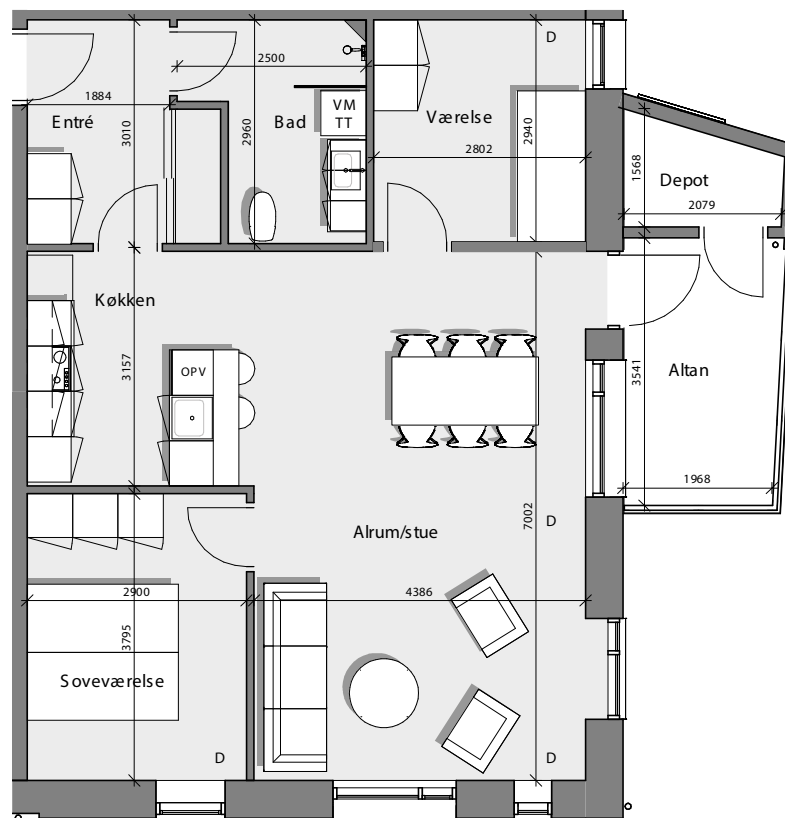 D
2500
1884
VM
TT
Entré
Bad
Værelse
3010
2960
2940
2802
1568
Depot
2079
Køkken
OPV
3157
3541
Altan
1968
7002
D
Alrum/stue
2900
4386
3795
Soveværelse
D
D